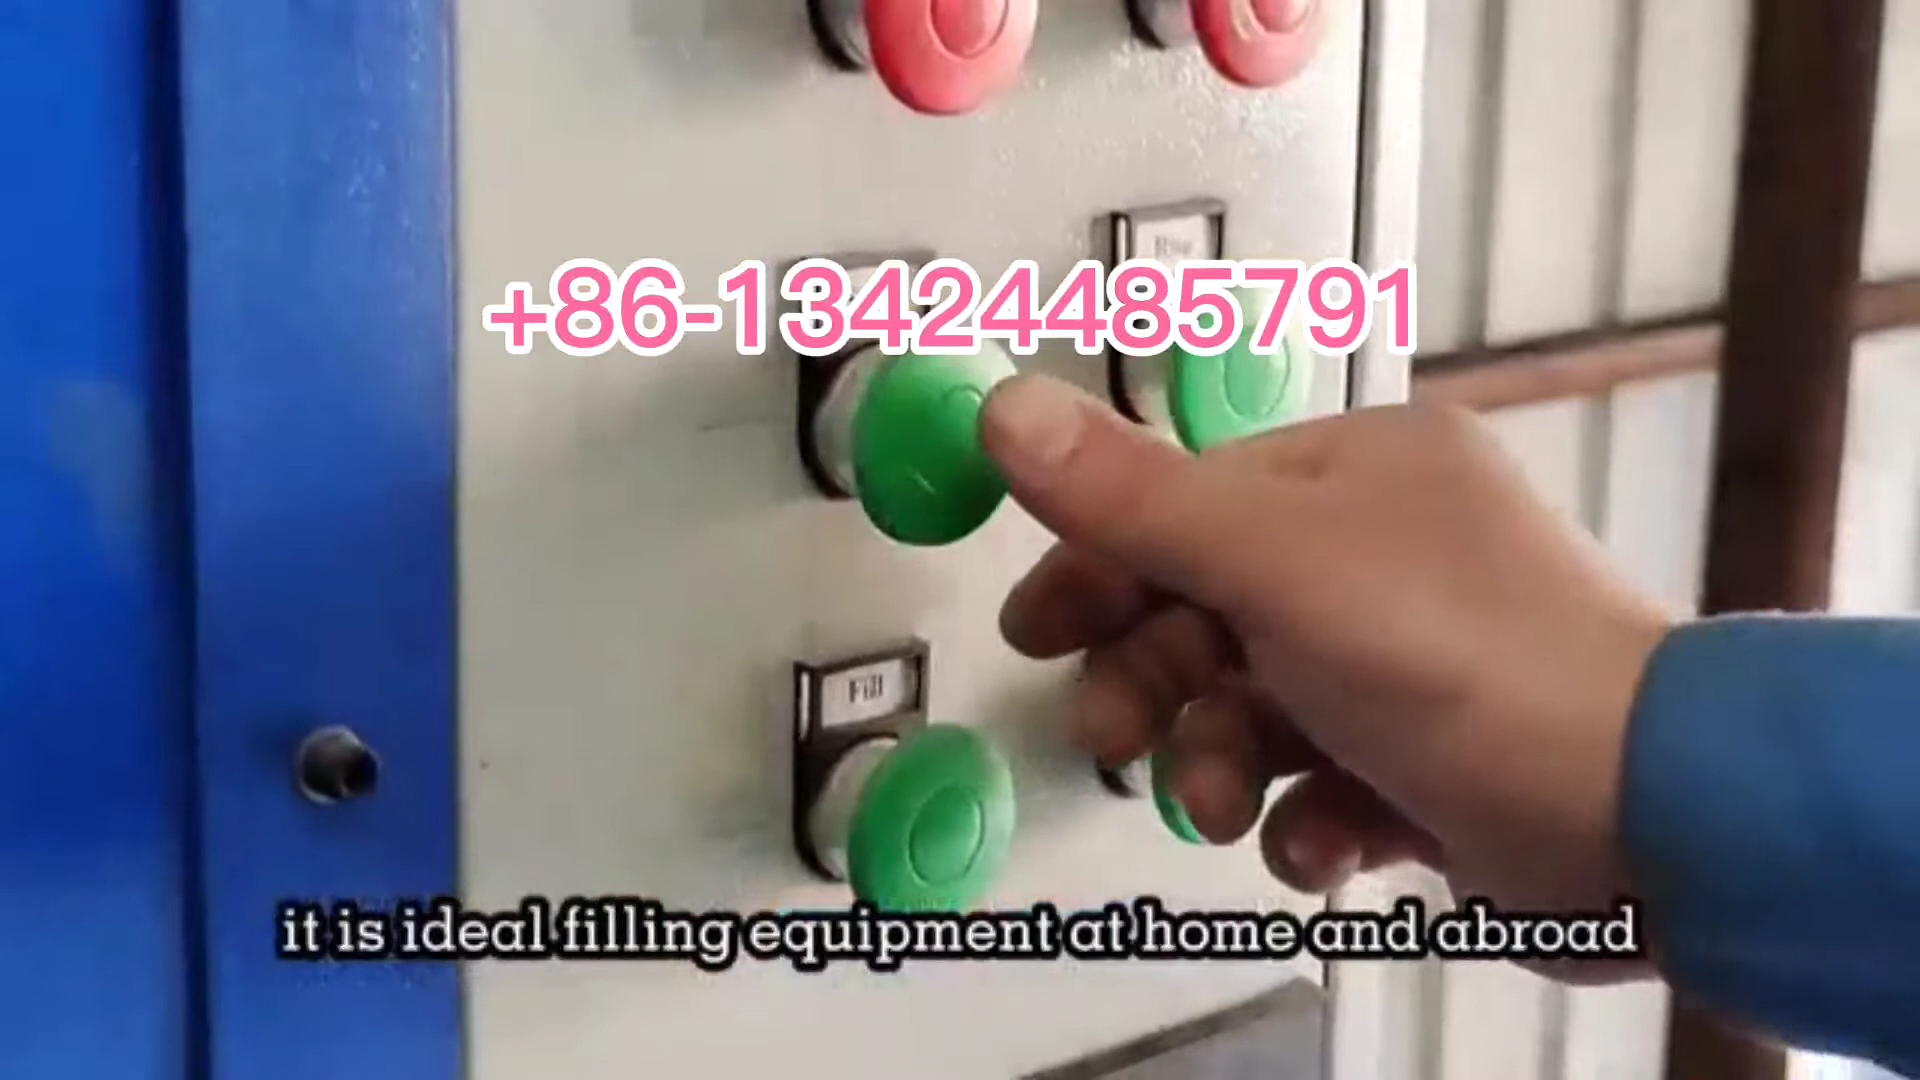 +86-13424485791
Fill
it is ideal filling equipment at home and abroad